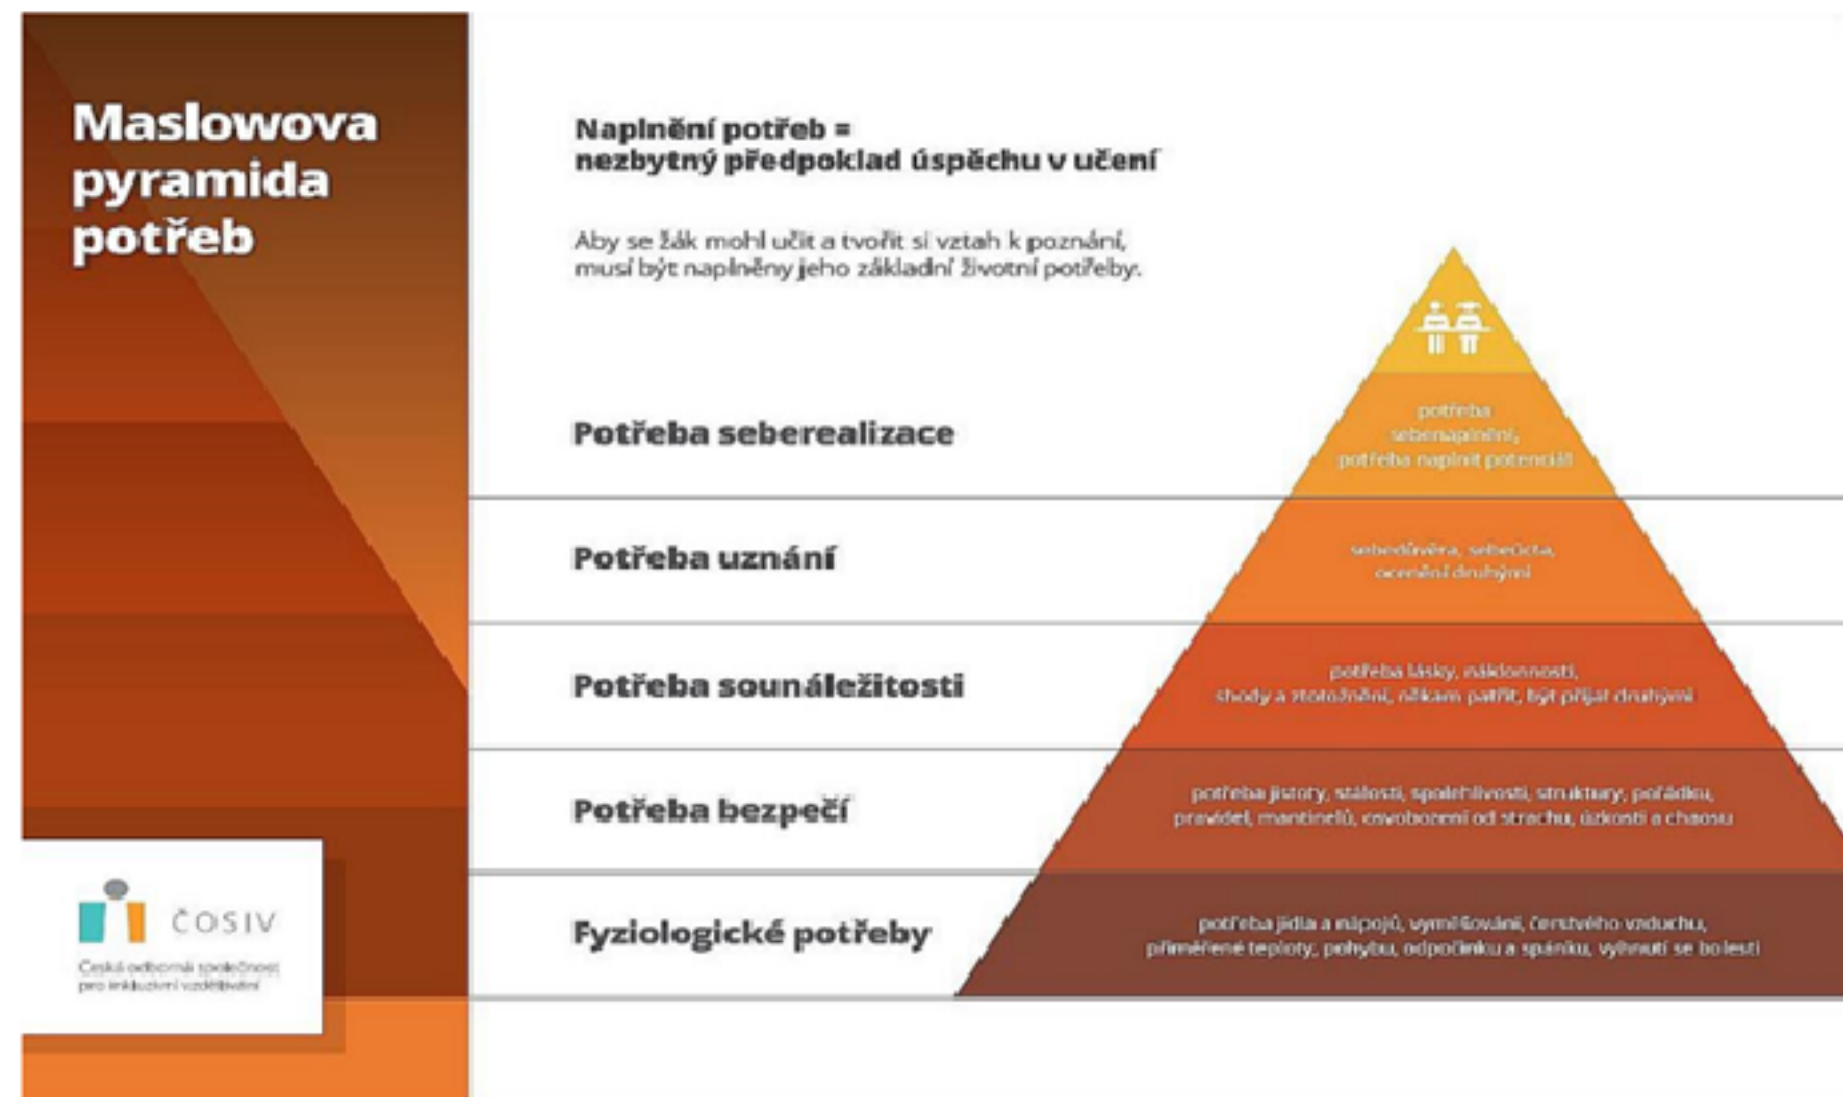 Maslowova
pyramida
potřeb
Naplnění potřeb =
nezbytný předpoklad úspěchu v učení
Aby se žák mohl učit a tvořit si vztah k poznání,
musí být naplněny jeho základní životní potřeby.
Potřeba seberealizace
potřeba
sebenaplnění,
potřeba naplnit potenciál
Potřeba uznání
sebedůvěra, sebeúcta,
ocenění druhými
Potřeba sounáležitosti
potřeba lásky, náklonnosti,
shody a ztotožnění, někam patřit, být přijat druhými
Potřeba bezpečí
potřeba jistoty, stálosti, spolehlivosti, struktury, pořádku,
pravidel, mantinelů, osvobození od strachu, úzkosti a chaosu
Fyziologické potřeby
potřeba jídla a nápojů, vyměšování, čerstvého vzduchu,
přiměřené teploty, pohybu, odpočinku a spánku, vyhnutí se bolesti
ČOSIV
Česká odborná společnost
pro inkluzivní vzdělávání